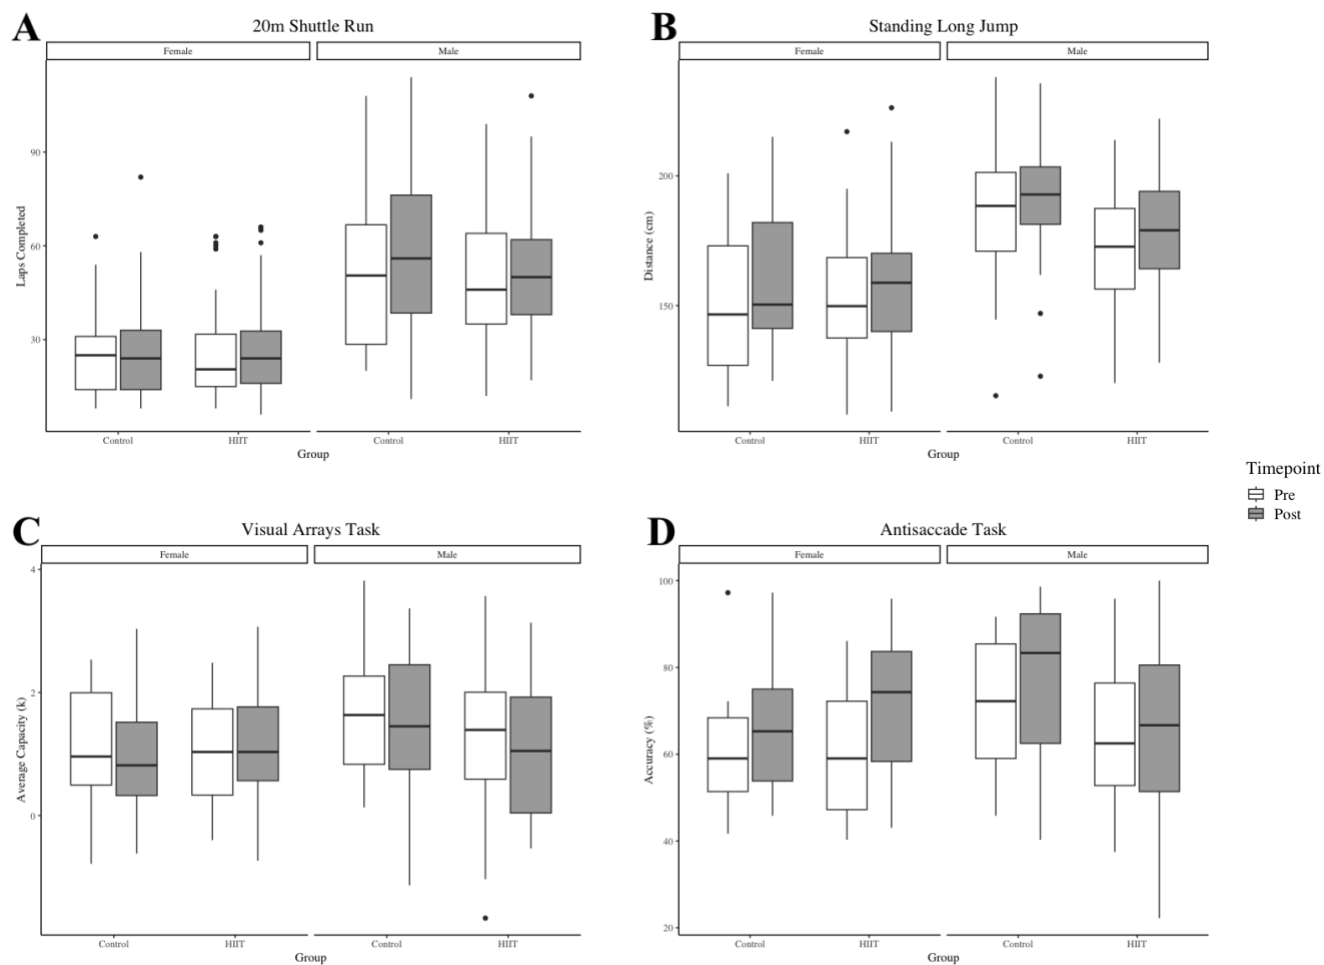 A
20m Shuttle Run
Female
Male
90
60
30
Laps Completed
Control
HIIT
Control
HIIT
Group
B
Standing Long Jump
Female
Male
200
150
Distance (cm)
Control
HIIT
Control
HIIT
Group
Timepoint
Pre
Post
C
Visual Arrays Task
Female
Male
4
2
0
Average Capacity (k)
Control
HIIT
Control
HIIT
Group
D
Antisaccade Task
Female
Male
100
80
60
40
20
Accuracy (%)
Control
HIIT
Control
HIIT
Group